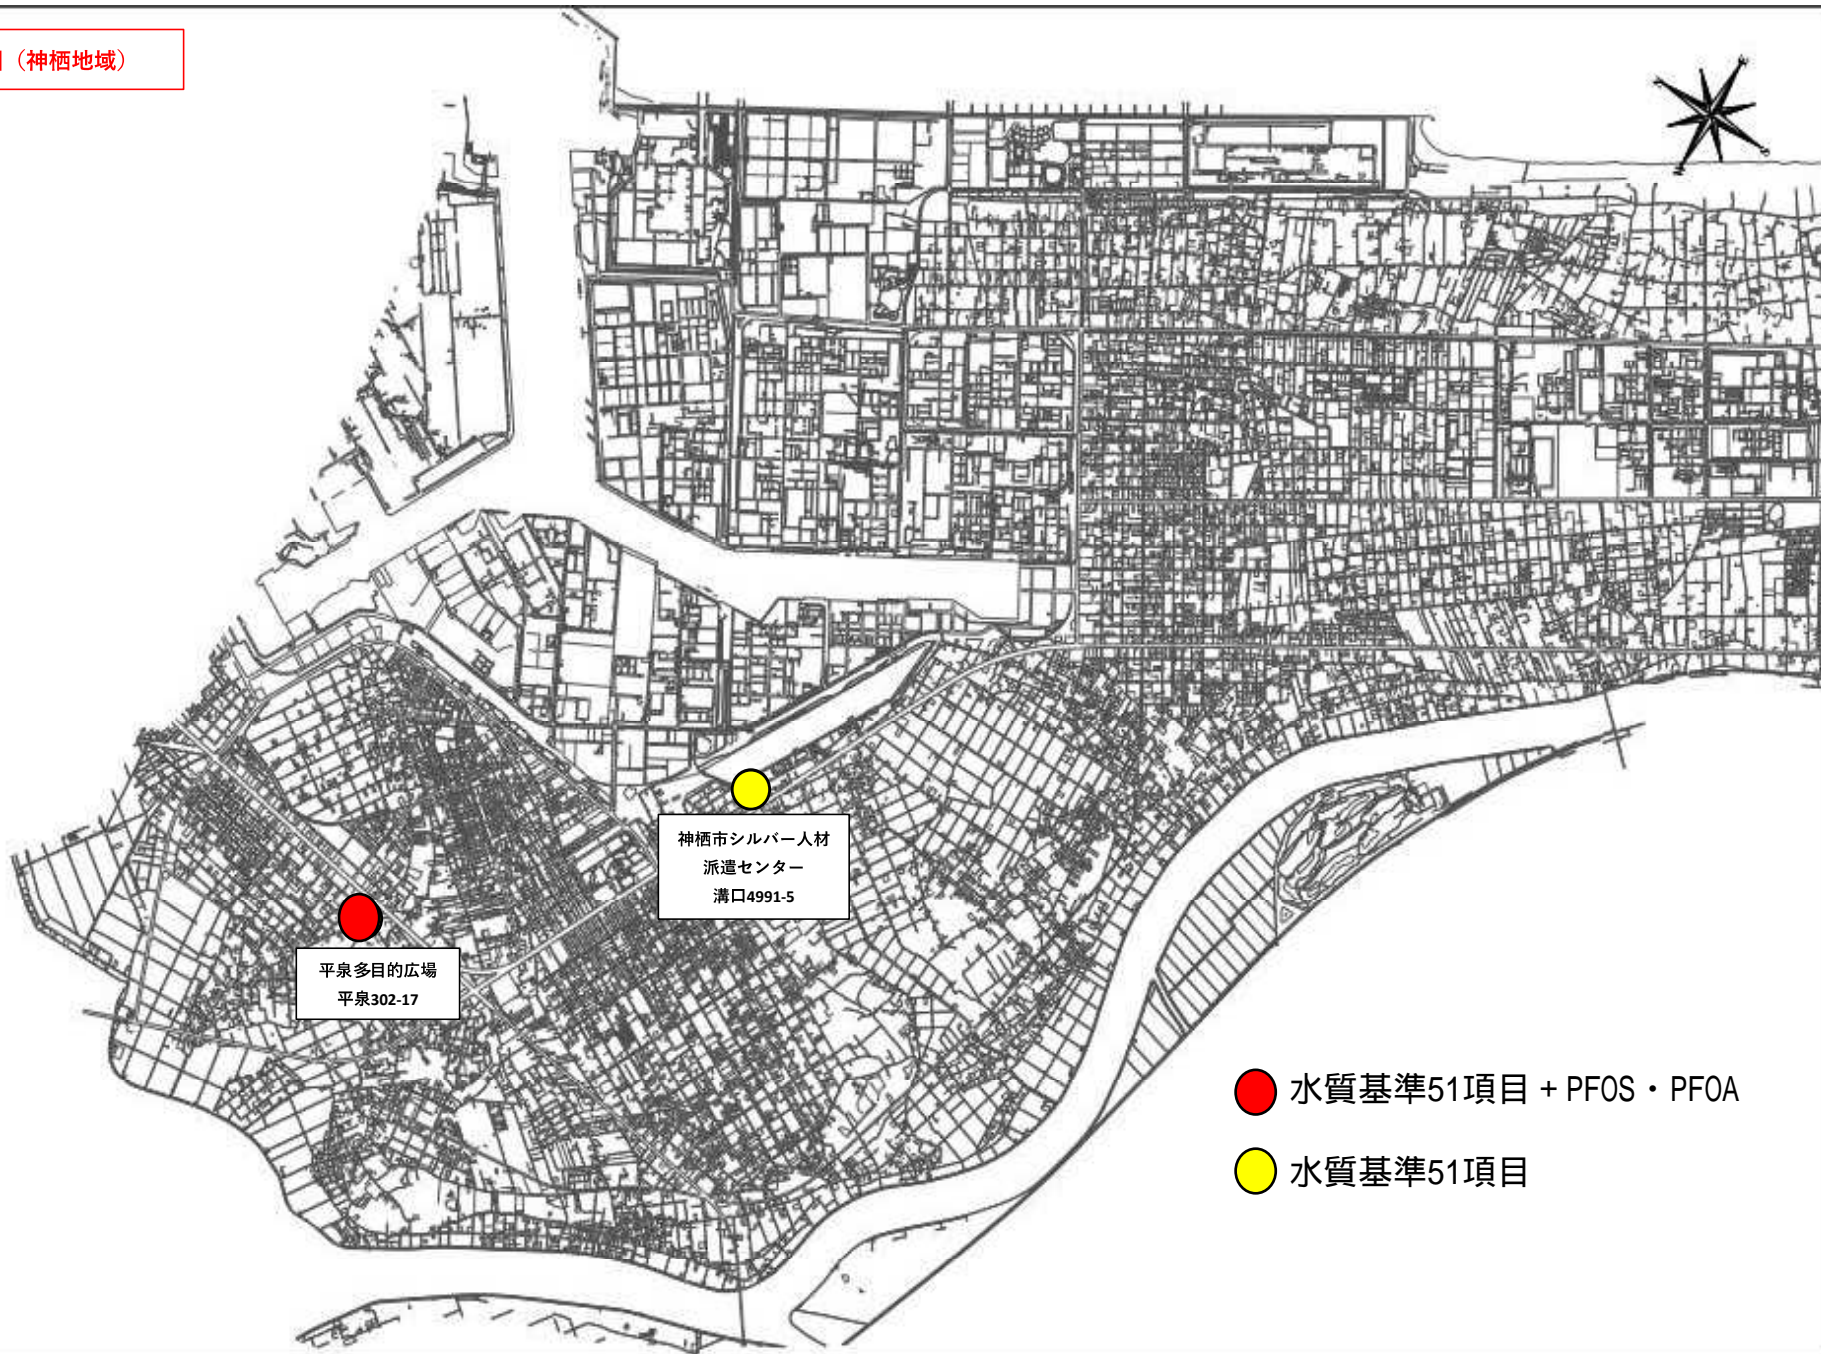 （神栖地域）
神栖市シルバー人材
派遣センター
溝口4991-5
平泉多目的広場
平泉302-17
水質基準51項目 + PFOS・PFOA
水質基準51項目